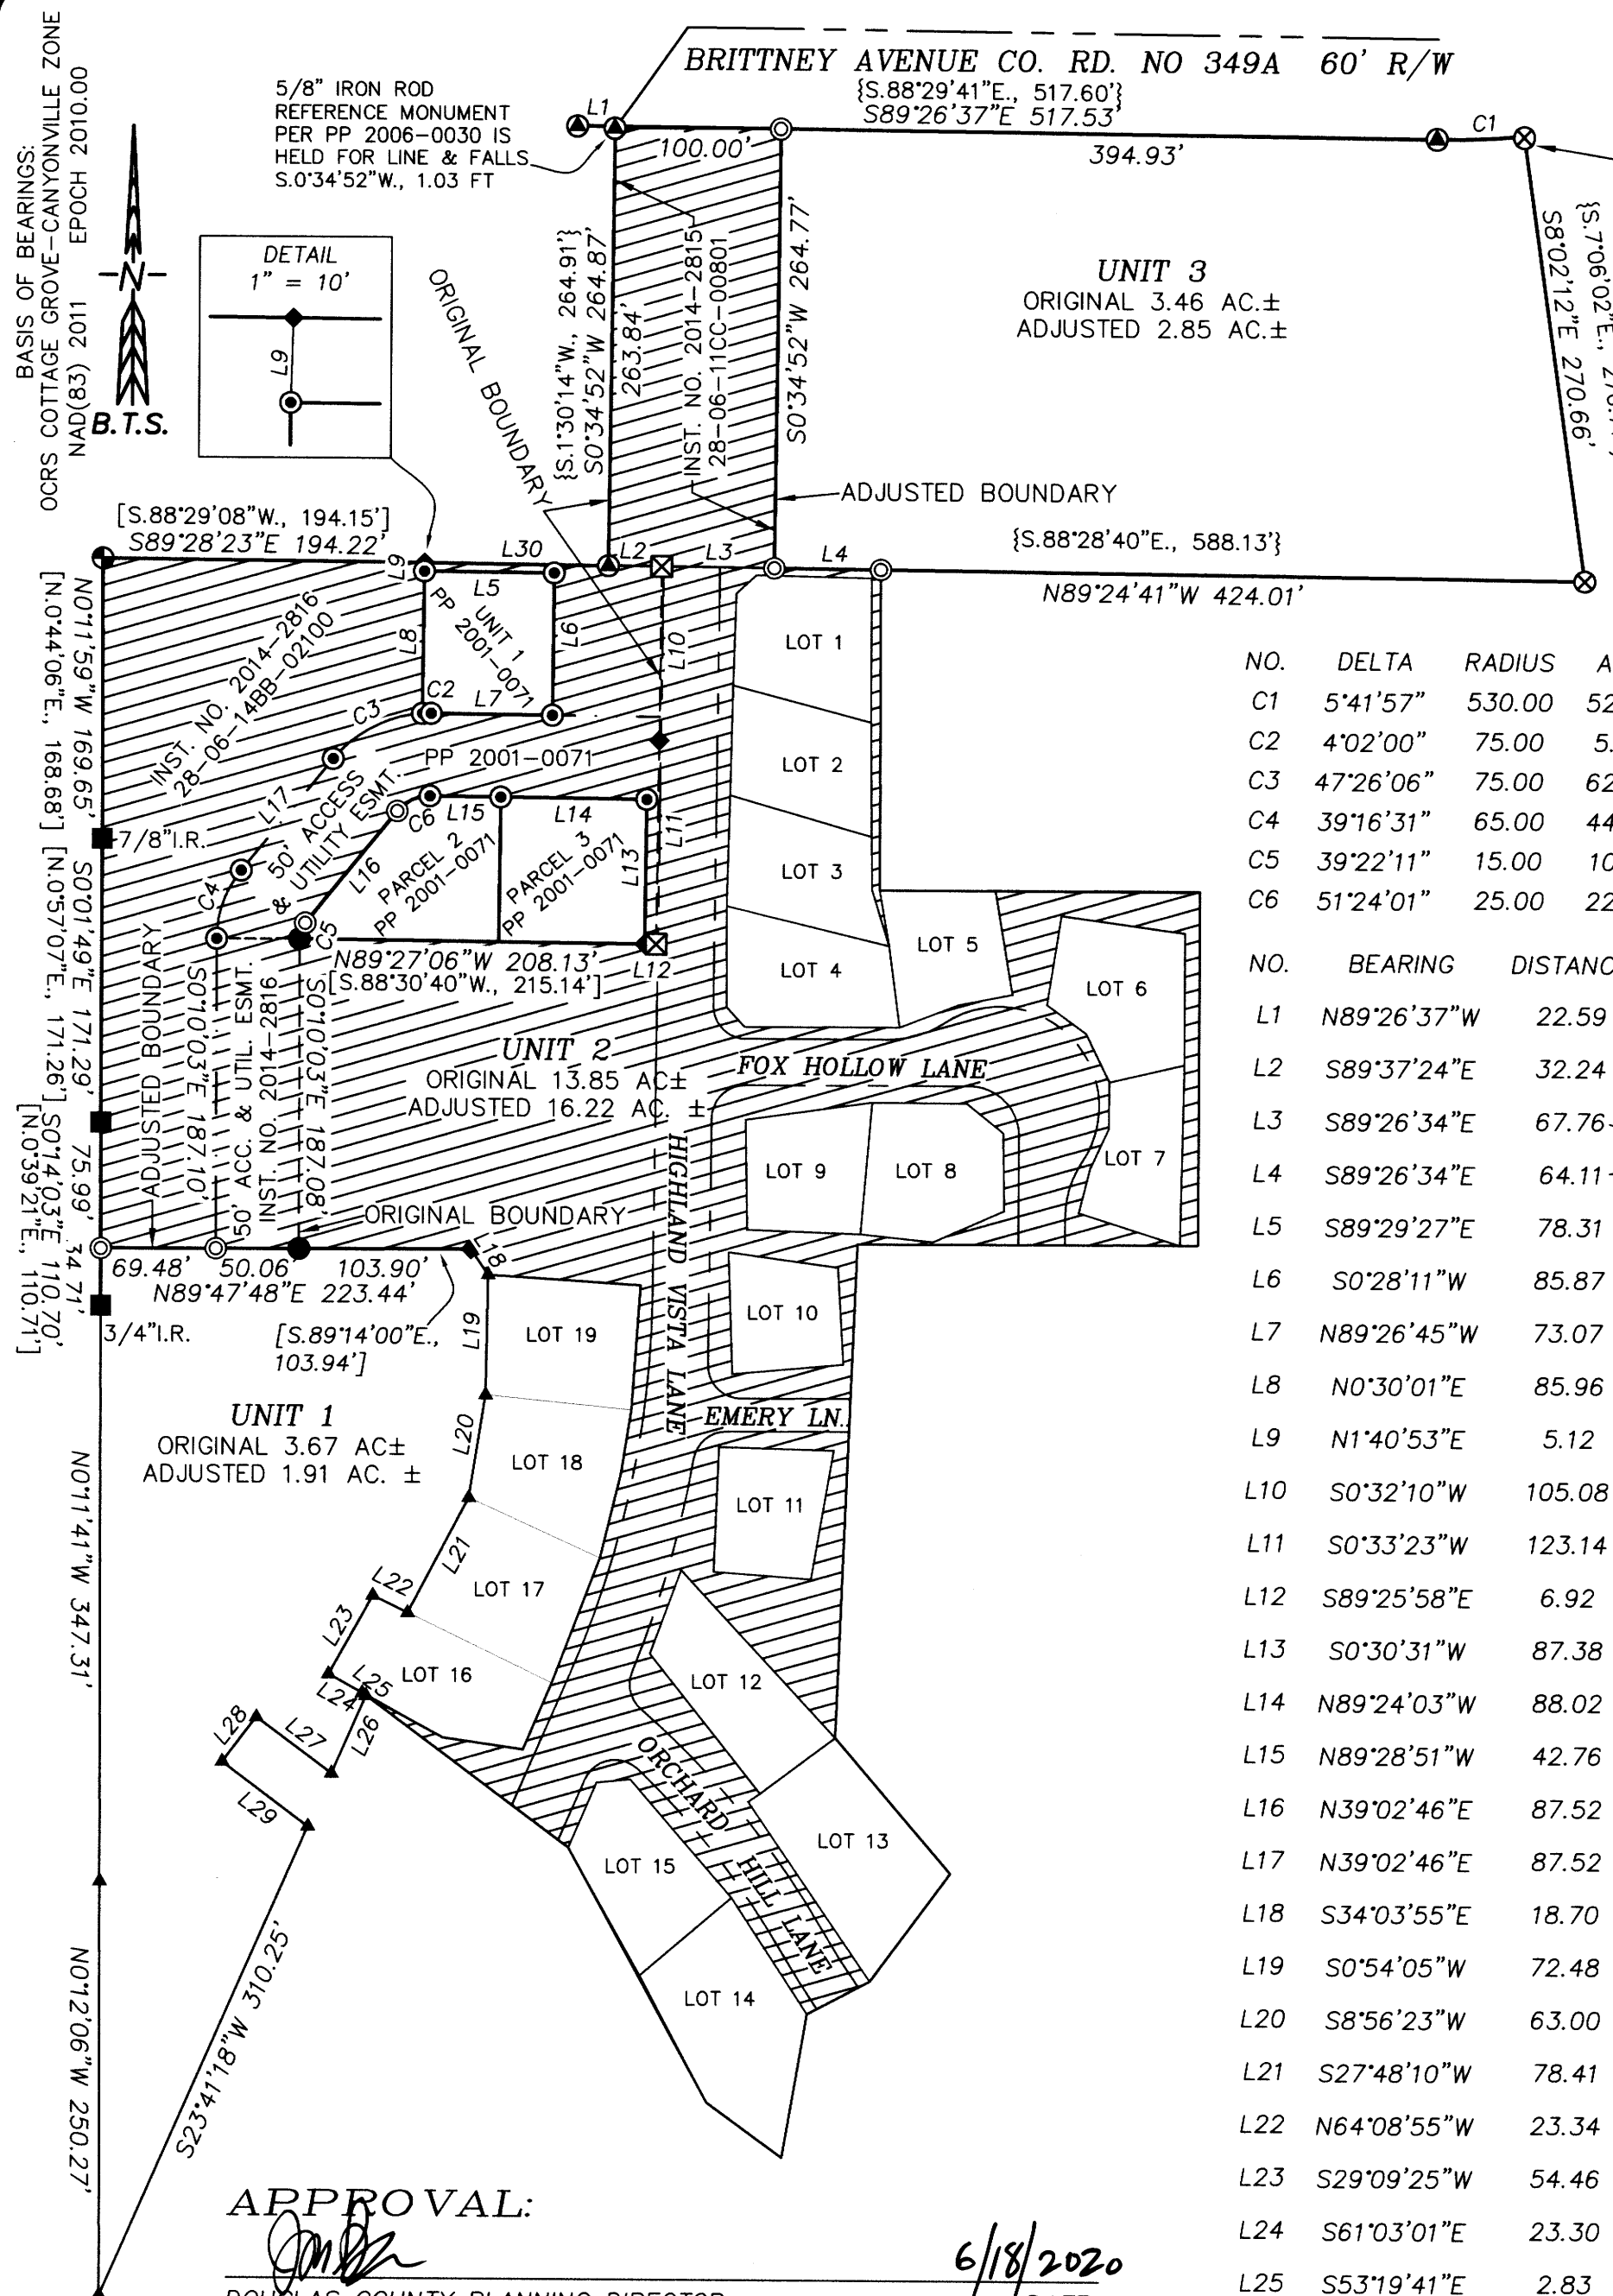 BASIS OF BEARINGS:
OCRS COTTAGE GROVE-CANYONVILLE ZONE
NAD(83) 2011 EPOCH 2010.00
N
B.T.S.
5/8" IRON ROD
REFERENCE MONUMENT
PER PP 2006-0030 IS
HELD FOR LINE & FALLS
S.0°34'52"W., 1.03 FT
BRITTNEY AVENUE CO. RD. NO 349A 60' R/W
{S.88°29'41"E., 517.60'}
S89°26'37"E 517.53'
L1
100.00'
394.93'
C1
DETAIL
1" = 10'
L9
ORIGINAL BOUNDARY
{S.1°30'14"W., 264.91'}
S0°34'52"W 264.87'
263.84'
INST. NO. 2014-2815
28-06-11CC-00801
S0°34'52"W 264.77'
UNIT 3
ORIGINAL 3.46 AC.±
ADJUSTED 2.85 AC.±
{S.7°06'02"E.,
S8°02'12"E 270.66'
ADJUSTED BOUNDARY
[S.88°29'08"W., 194.15']
S89°28'23"E 194.22'
L30
L2
L3
L4
{S.88°28'40"E., 588.13'}
N89°24'41"W 424.01'
N0°11'59"W 169.65'
[N.0°44'06"E., 168.68']
INST. NO. 2014-2816
28-06-14BB-02100
L9
L5
UNIT 1
PP 2001-0071
L8
L6
L10
C2
L7
C3
PP 2001-0071
L17
50' ACCESS
& UTILITY ESMT.
C6
L15
L14
L16
PARCEL 2
PP 2001-0071
PARCEL 3
PP 2001-0071
L13
L11
7/8"I.R.
C4
C5
N89°27'06"W 208.13'
[S.88°30'40"W., 215.14']
L12
S0°01'49"E 171.29'
[N.0°57'07"E., 171.26']
ADJUSTED BOUNDARY
S0°10'03"E 187.10'
50' ACC. & UTIL. ESMT.
INST. NO. 2014-2816
S0°10'03"E 187.08'
UNIT 2
ORIGINAL 13.85 AC±
ADJUSTED 16.22 AC. ±
75.99'
34.71'
S0°14'03"E 110.70'
[N.0°39'21"E., 110.71']
ORIGINAL BOUNDARY
69.48' 50.06' 103.90'
N89°47'48"E 223.44'
3/4"I.R.
[S.89°14'00"E.,
103.94']
L18
UNIT 1
ORIGINAL 3.67 AC±
ADJUSTED 1.91 AC. ±
LOT 1
LOT 2
LOT 3
LOT 4
LOT 5
LOT 6
LOT 7
FOX HOLLOW LANE
LOT 9
LOT 8
HIGHLAND VISTA LANE
LOT 10
EMERY LN.
LOT 11
L19
LOT 19
L20
LOT 18
L21
LOT 17
L22
L23
LOT 16
L24
L25
L26
L27
L28
L29
LOT 12
ORCHARD HILL LANE
LOT 13
LOT 15
LOT 14
N0°11'41"W 347.31'
N0°12'06"W 250.27'
S23°41'18"W 310.25'
NO. DELTA RADIUS A
C1 5°41'57" 530.00 52
C2 4°02'00" 75.00 5.
C3 47°26'06" 75.00 62
C4 39°16'31" 65.00 44
C5 39°22'11" 15.00 10
C6 51°24'01" 25.00 22
NO. BEARING DISTANC
L1 N89°26'37"W 22.59
L2 S89°37'24"E 32.24
L3 S89°26'34"E 67.76
L4 S89°26'34"E 64.11
L5 S89°29'27"E 78.31
L6 S0°28'11"W 85.87
L7 N89°26'45"W 73.07
L8 N0°30'01"E 85.96
L9 N1°40'53"E 5.12
L10 S0°32'10"W 105.08
L11 S0°33'23"W 123.14
L12 S89°25'58"E 6.92
L13 S0°30'31"W 87.38
L14 N89°24'03"W 88.02
L15 N89°28'51"W 42.76
L16 N39°02'46"E 87.52
L17 N39°02'46"E 87.52
L18 S34°03'55"E 18.70
L19 S0°54'05"W 72.48
L20 S8°56'23"W 63.00
L21 S27°48'10"W 78.41
L22 N64°08'55"W 23.34
L23 S29°09'25"W 54.46
L24 S61°03'01"E 23.30
L25 S53°19'41"E 2.83
APPROVAL:
6/18/2020
DOUGLAS COUNTY PLANNING DIRECTOR